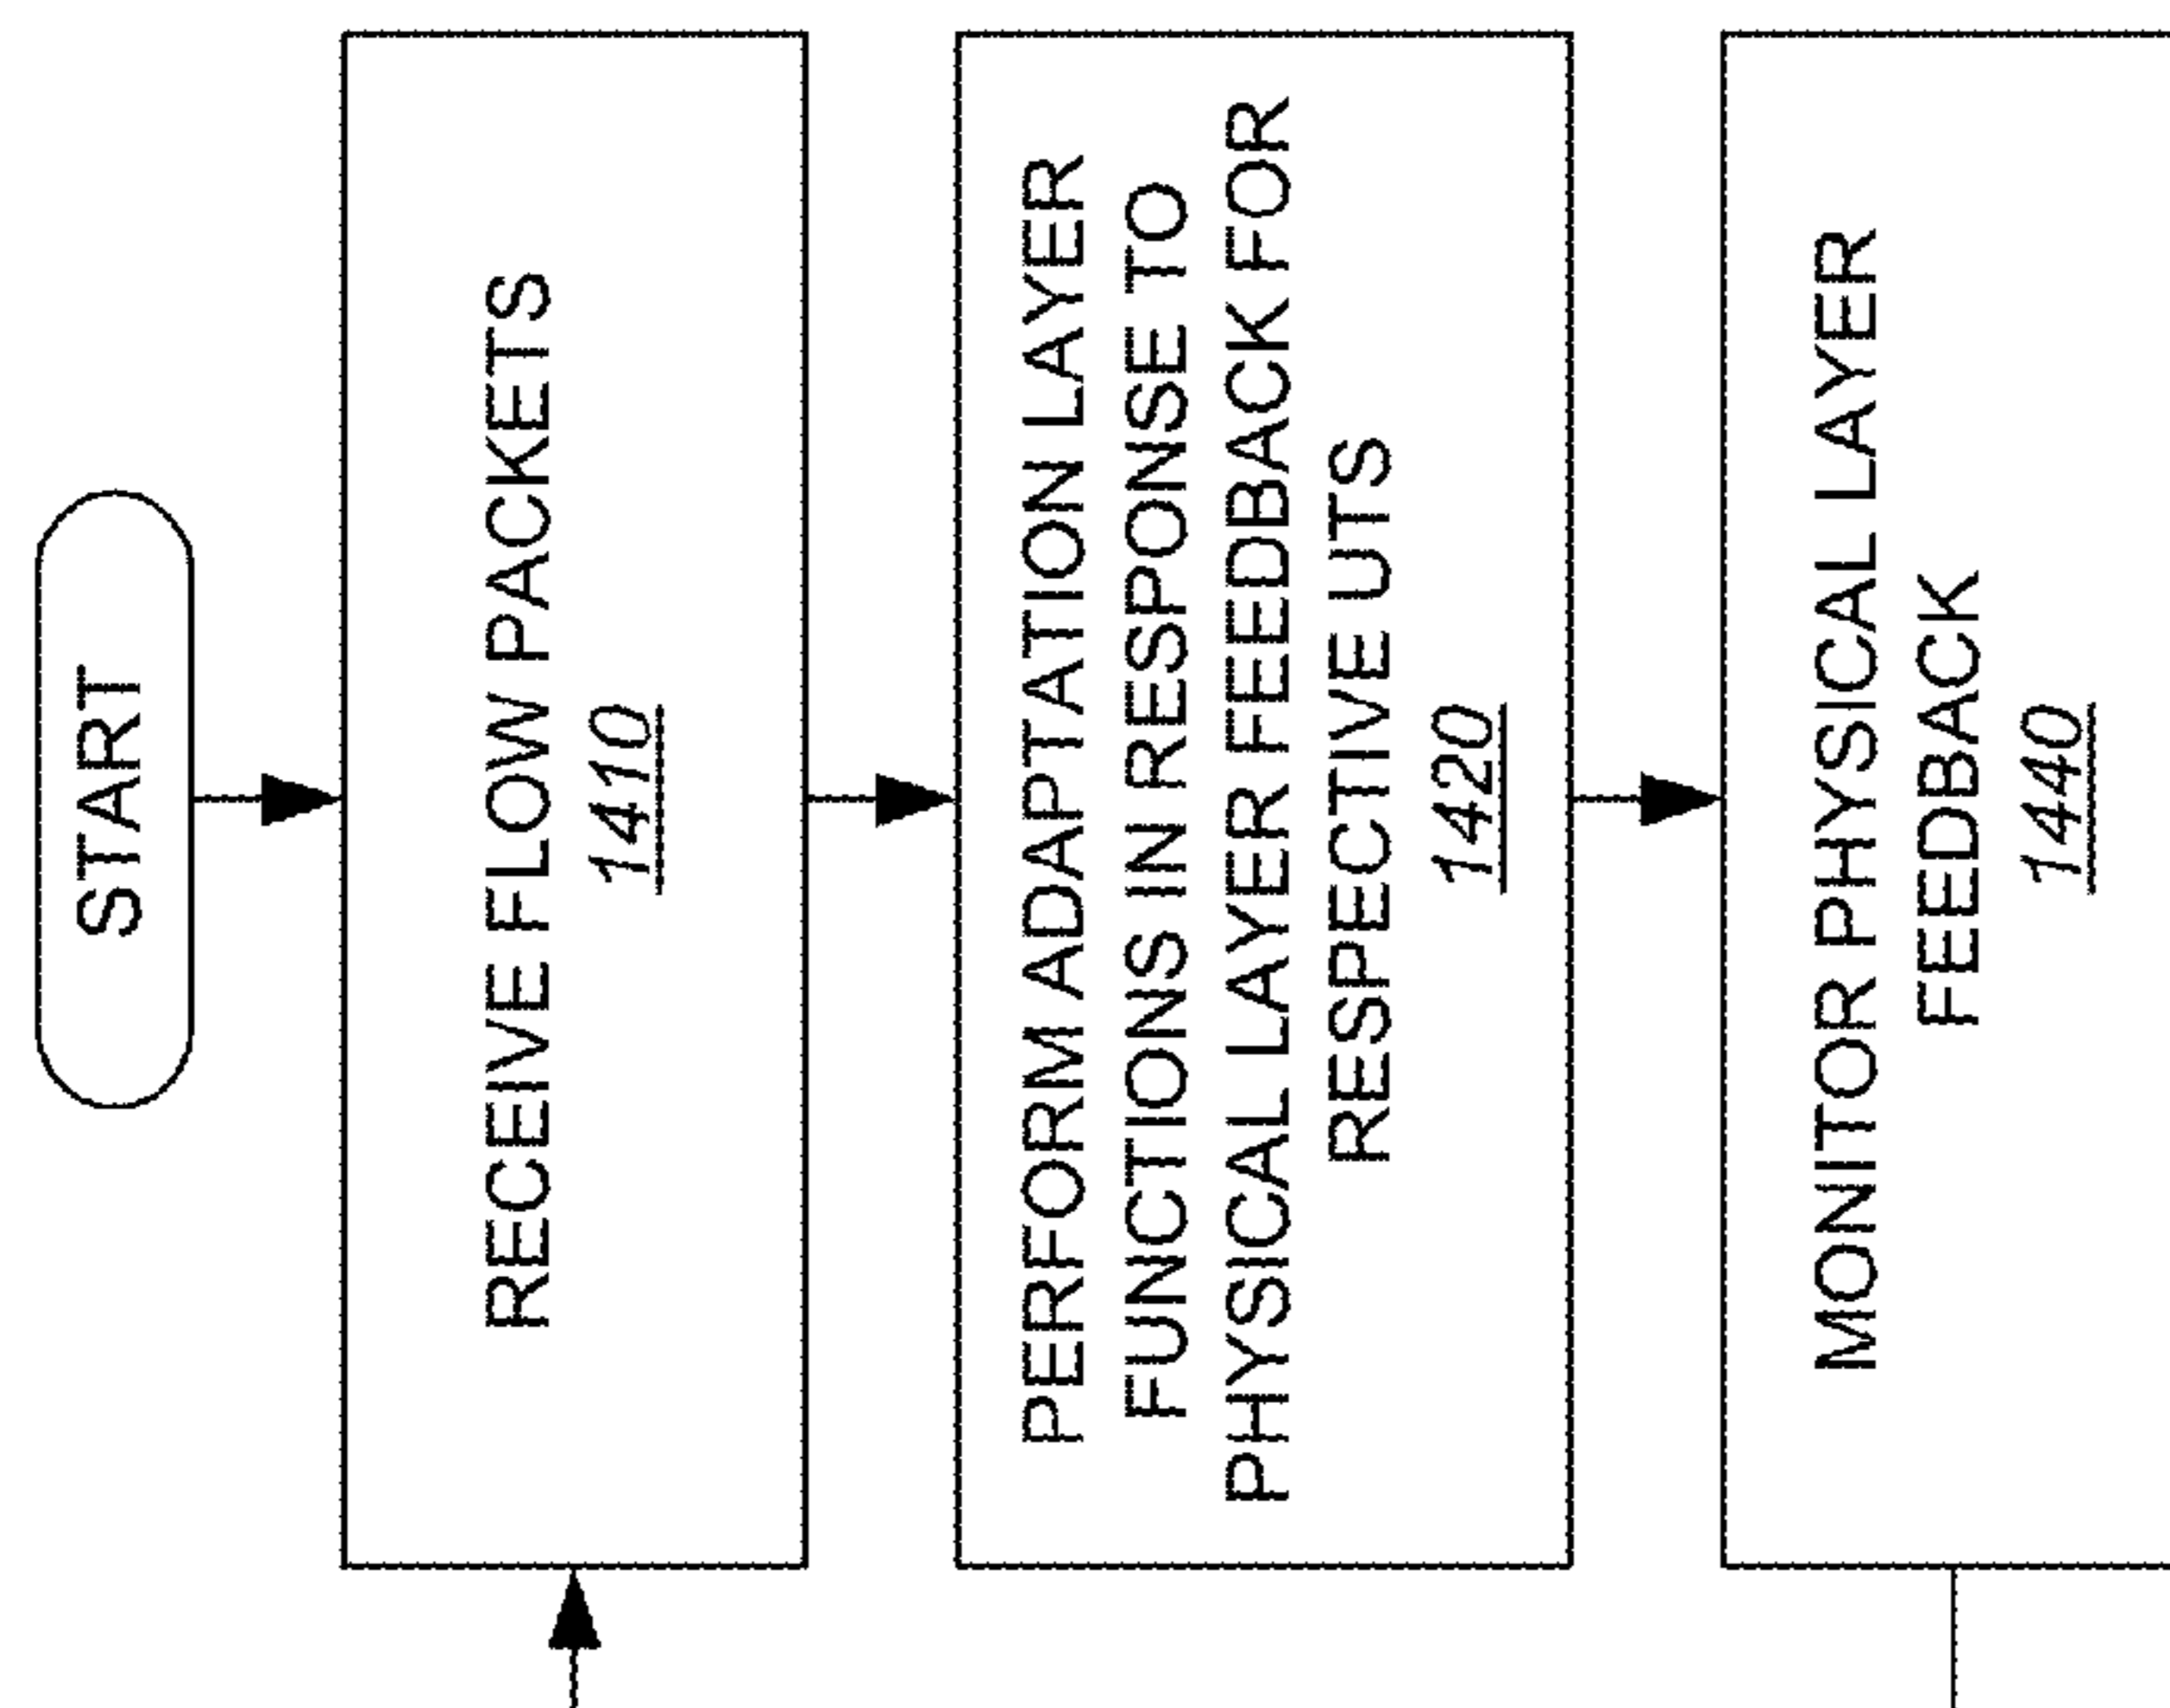 START
RECEIVE FLOW PACKETS
1410
PERFORM ADAPTATION LAYER
FUNCTIONS IN RESPONSE TO
PHYSICAL LAYER FEEDBACK FOR
RESPECTIVE UTS
1420
MONITOR PHYSICAL LAYER
FEEDBACK
1440